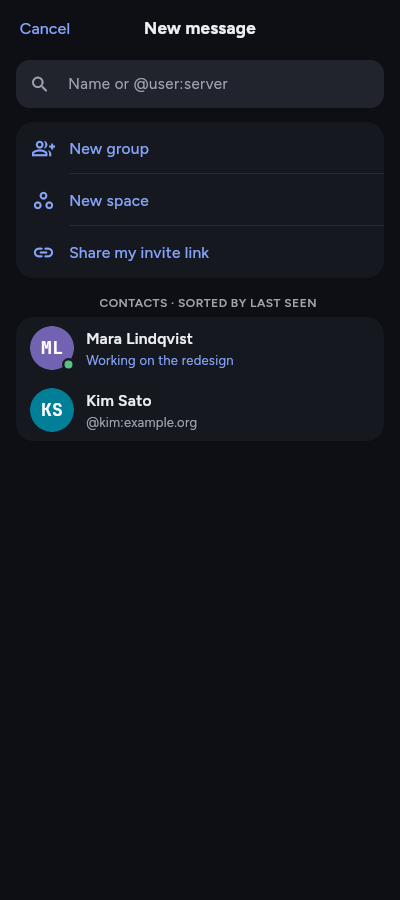 Cancel
New message
Name or @user:server
New group
New space
Share my invite link
CONTACTS · SORTED BY LAST SEEN
ML
Mara Lindqvist
Working on the redesign
KS
Kim Sato
@kim:example.org